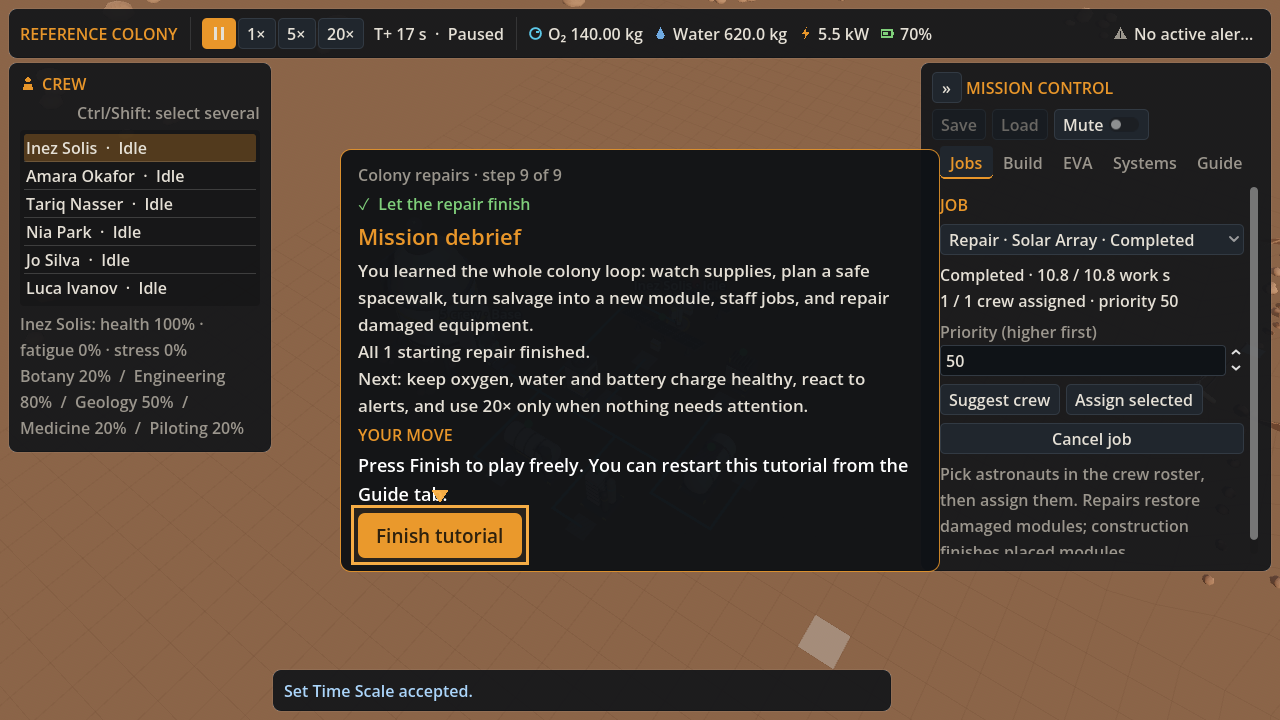 REFERENCE COLONY
1×
5×
20×
T+ 17 s · Paused
O₂ 140.00 kg
Water 620.0 kg
5.5 kW
70%
No active aler…
CREW
Ctrl/Shift: select several
Inez Solis · Idle
Amara Okafor · Idle
Tariq Nasser · Idle
Nia Park · Idle
Jo Silva · Idle
Luca Ivanov · Idle
Inez Solis: health 100% ·
fatigue 0% · stress 0%
Botany 20% / Engineering
80% / Geology 50% /
Medicine 20% / Piloting 20%
Colony repairs · step 9 of 9
✓ Let the repair finish
Mission debrief
You learned the whole colony loop: watch supplies, plan a safe
spacewalk, turn salvage into a new module, staff jobs, and repair
damaged equipment.
All 1 starting repair finished.
Next: keep oxygen, water and battery charge healthy, react to
alerts, and use 20× only when nothing needs attention.
YOUR MOVE
Press Finish to play freely. You can restart this tutorial from the
Guide tab.
Finish tutorial
» MISSION CONTROL
Save
Load
Mute
Jobs
Build
EVA
Systems
Guide
JOB
Repair · Solar Array · Completed
Completed · 10.8 / 10.8 work s
1 / 1 crew assigned · priority 50
Priority (higher first)
50
Suggest crew
Assign selected
Cancel job
Pick astronauts in the crew roster,
then assign them. Repairs restore
damaged modules; construction
finishes placed modules.
Set Time Scale accepted.